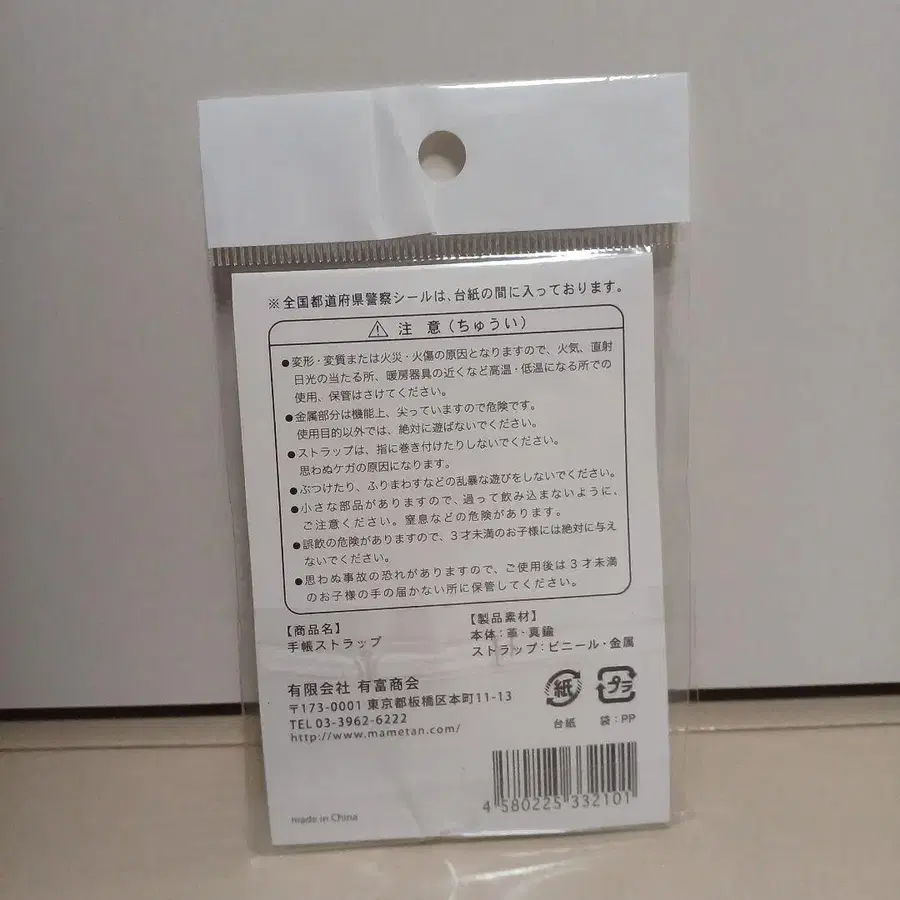 ※全国都道府県警察シールは、台紙の間に入っております。
⚠ 注 意(ちゅうい)
●変形・変質または火災・火傷の原因となりますので、火気、直射
日光の当たる所、暖房器具の近くなど高温・低温になる所での
使用、保管はさけてください。
●金属部分は機能上、尖っていますので危険です。
使用目的以外では、絶対に遊ばないでください。
●ストラップは、指に巻き付けたりしないでください。
思わぬケガの原因になります。
●ぶつけたり、ふりまわすなどの乱暴な遊びをしないでください。
●小さな部品がありますので、過って飲み込まないように、
ご注意ください。窒息などの危険があります。
●誤飲の危険がありますので、3才未満のお子様には絶対に与え
ないでください。
●思わぬ事故の恐れがありますので、ご使用後は3才未満
のお子様の手の届かない所に保管してください。
【商品名】
手帳ストラップ
【製品素材】
本体:革・真鍮
ストラップ:ビニール・金属
有限会社 有富商会
〒173-0001 東京都板橋区本町11-13
TEL 03-3962-6222
http://www.mametan.com/
紙
台紙
プラ
袋:PP
4 580225 332101
made in China